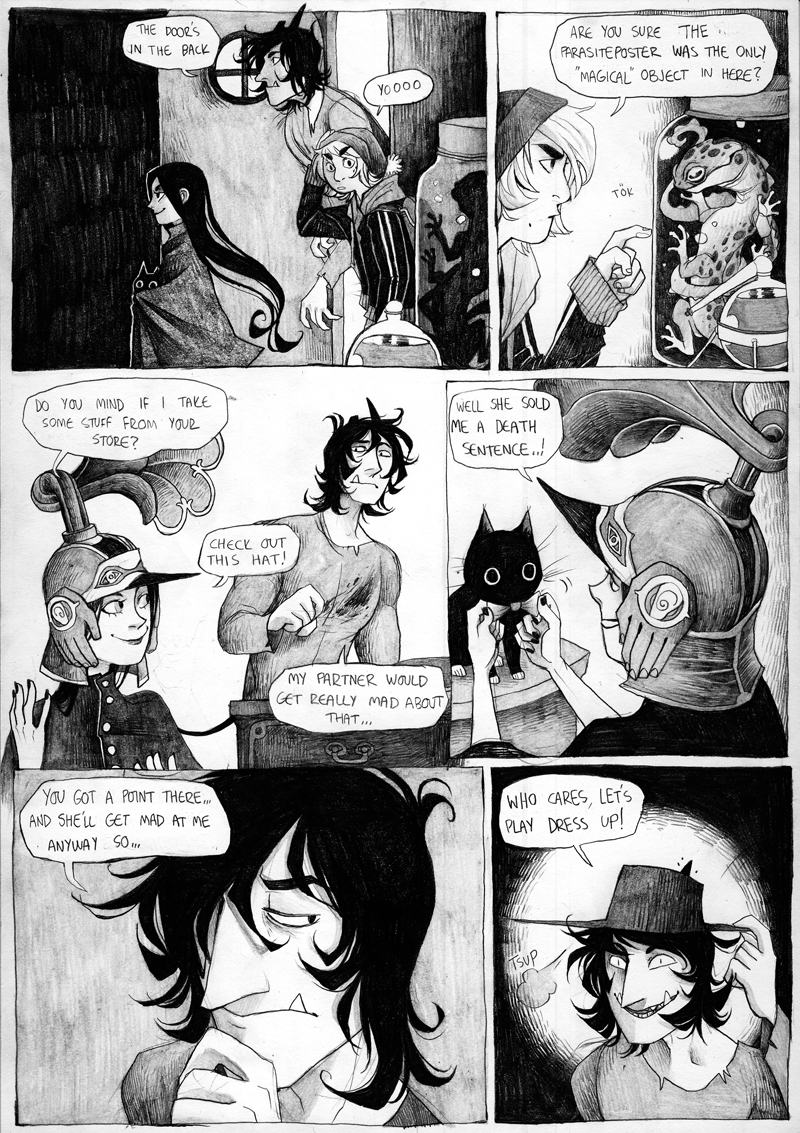 THE DOOR'S
IN THE BACK
YOOOO
ARE YOU SURE THE
PARASITEPOSTER WAS THE ONLY
"MAGICAL" OBJECT IN HERE?
TÖK
DO YOU MIND IF I TAKE
SOME STUFF FROM YOUR
STORE?
CHECK OUT
THIS HAT!
MY PARTNER WOULD
GET REALLY MAD ABOUT
THAT...
WELL SHE SOLD
ME A DEATH
SENTENCE..!
YOU GOT A POINT THERE...
AND SHE'LL GET MAD AT ME
ANYWAY SO...
WHO CARES, LET'S
PLAY DRESS UP!
TSUP